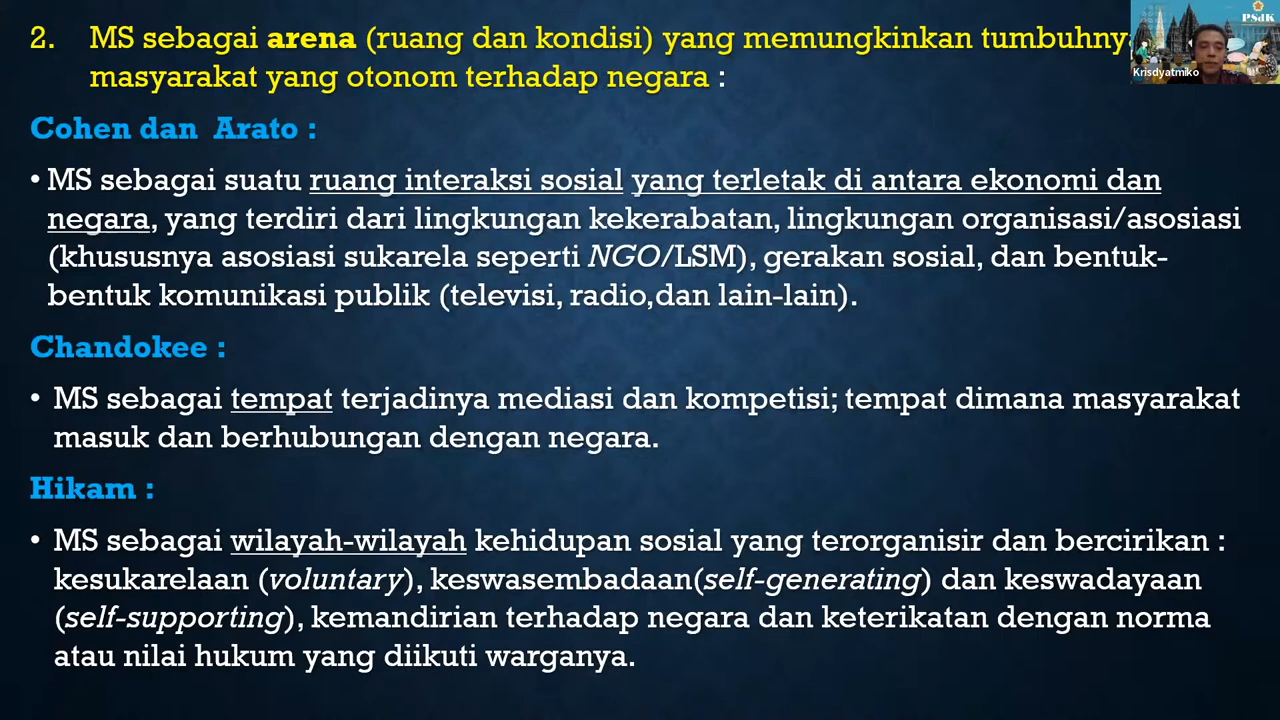 2. MS sebagai arena (ruang dan kondisi) yang memungkinkan tumbuhny
masyarakat yang otonom terhadap negara :
Cohen dan Arato :
• MS sebagai suatu ruang interaksi sosial yang terletak di antara ekonomi dan
negara, yang terdiri dari lingkungan kekerabatan, lingkungan organisasi/asosiasi
(khususnya asosiasi sukarela seperti NGO/LSM), gerakan sosial, dan bentuk-
bentuk komunikasi publik (televisi, radio,dan lain-lain).
Chandokee :
• MS sebagai tempat terjadinya mediasi dan kompetisi; tempat dimana masyarakat
masuk dan berhubungan dengan negara.
Hikam :
• MS sebagai wilayah-wilayah kehidupan sosial yang terorganisir dan bercirikan :
kesukarelaan (voluntary), keswasembadaan(self-generating) dan keswadayaan
(self-supporting), kemandirian terhadap negara dan keterikatan dengan norma
atau nilai hukum yang diikuti warganya.
PSdK
Krisdyatmiko